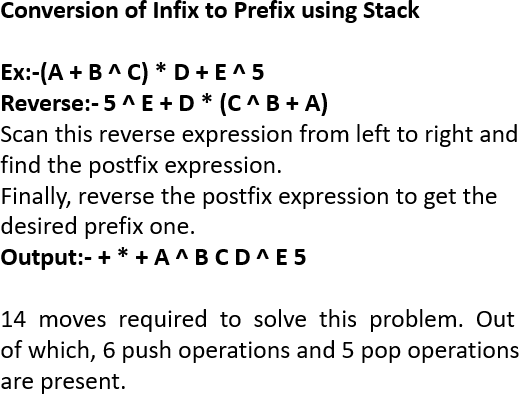 Conversion of Infix to Prefix using Stack
Ex:-(A + B ^ C) * D + E ^ 5
Reverse:- 5 ^ E + D * (C ^ B + A)
Scan this reverse expression from left to right and
find the postfix expression.
Finally, reverse the postfix expression to get the
desired prefix one.
Output:- + * + A ^ B C D ^ E 5
14 moves required to solve this problem. Out
of which, 6 push operations and 5 pop operations
are present.